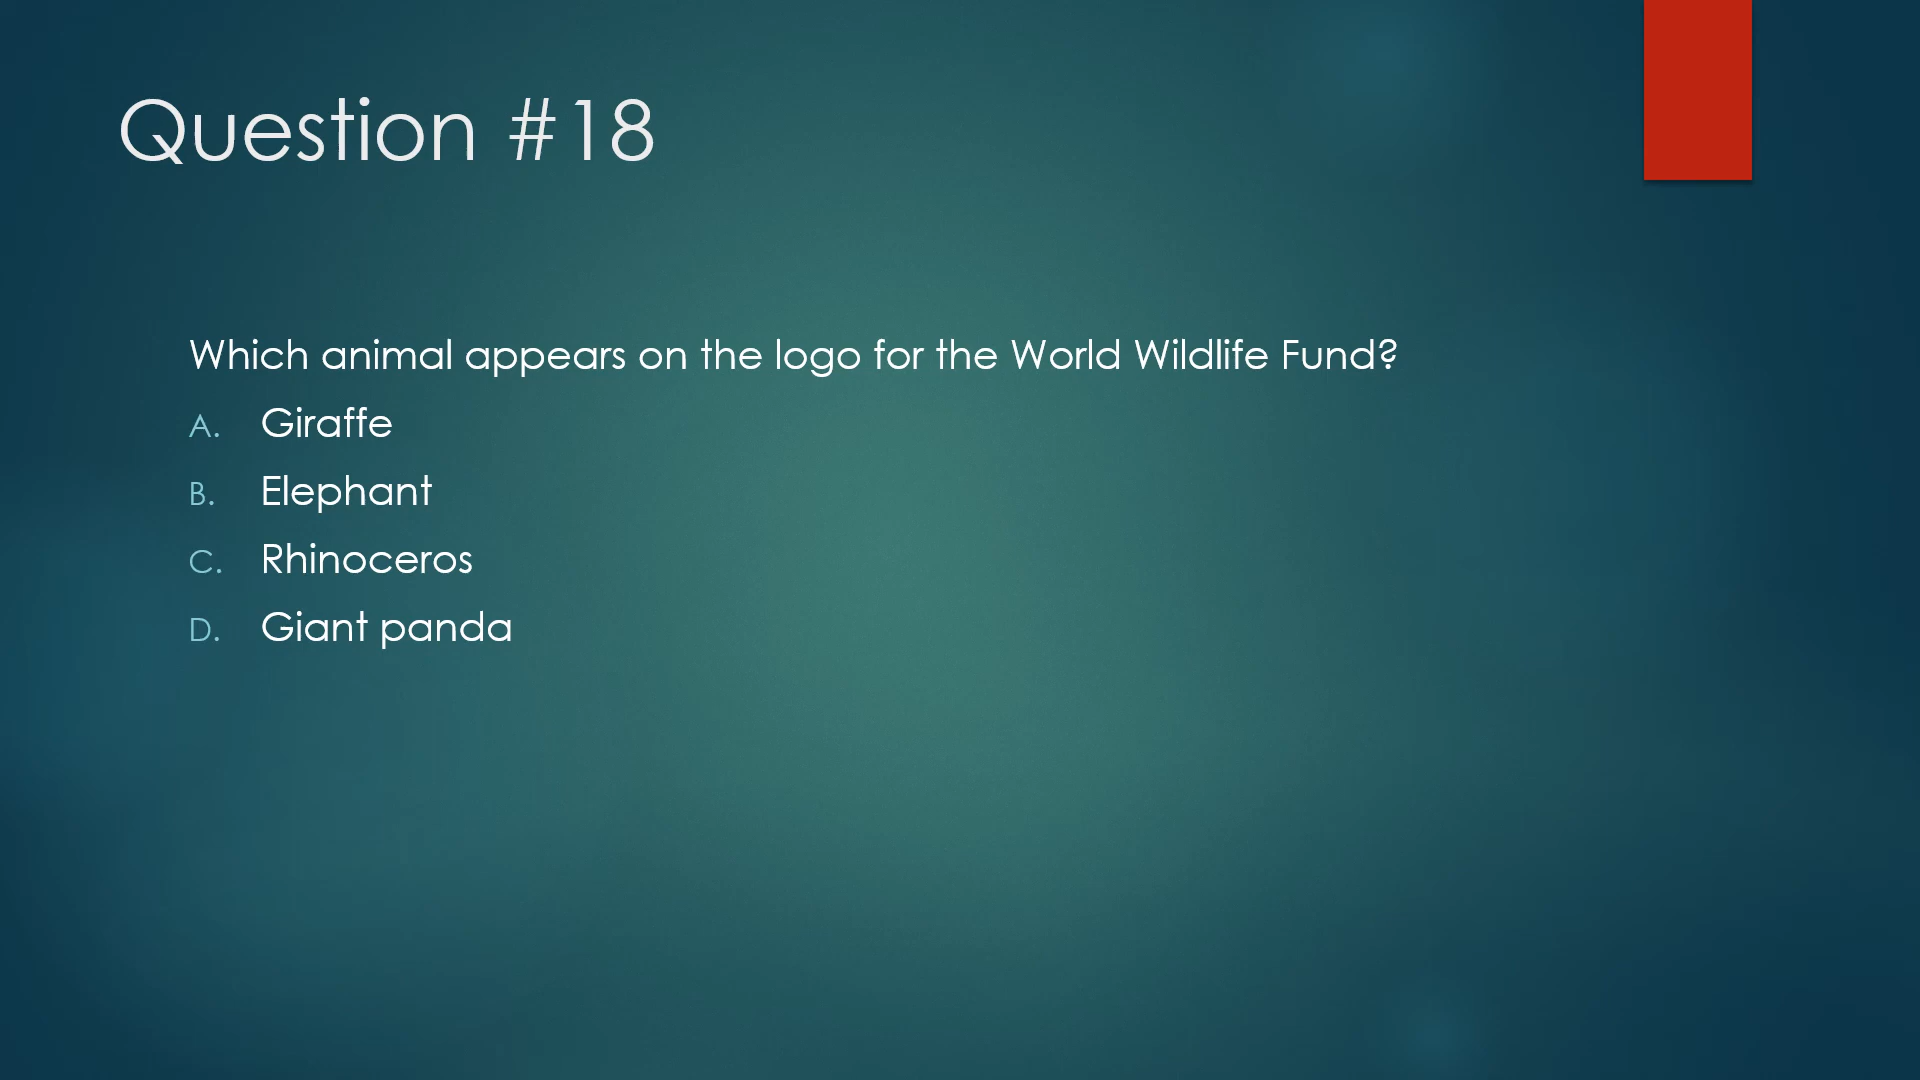 Question #18
Which animal appears on the logo for the World Wildlife Fund?
A. Giraffe
B. Elephant
C. Rhinoceros
D. Giant panda